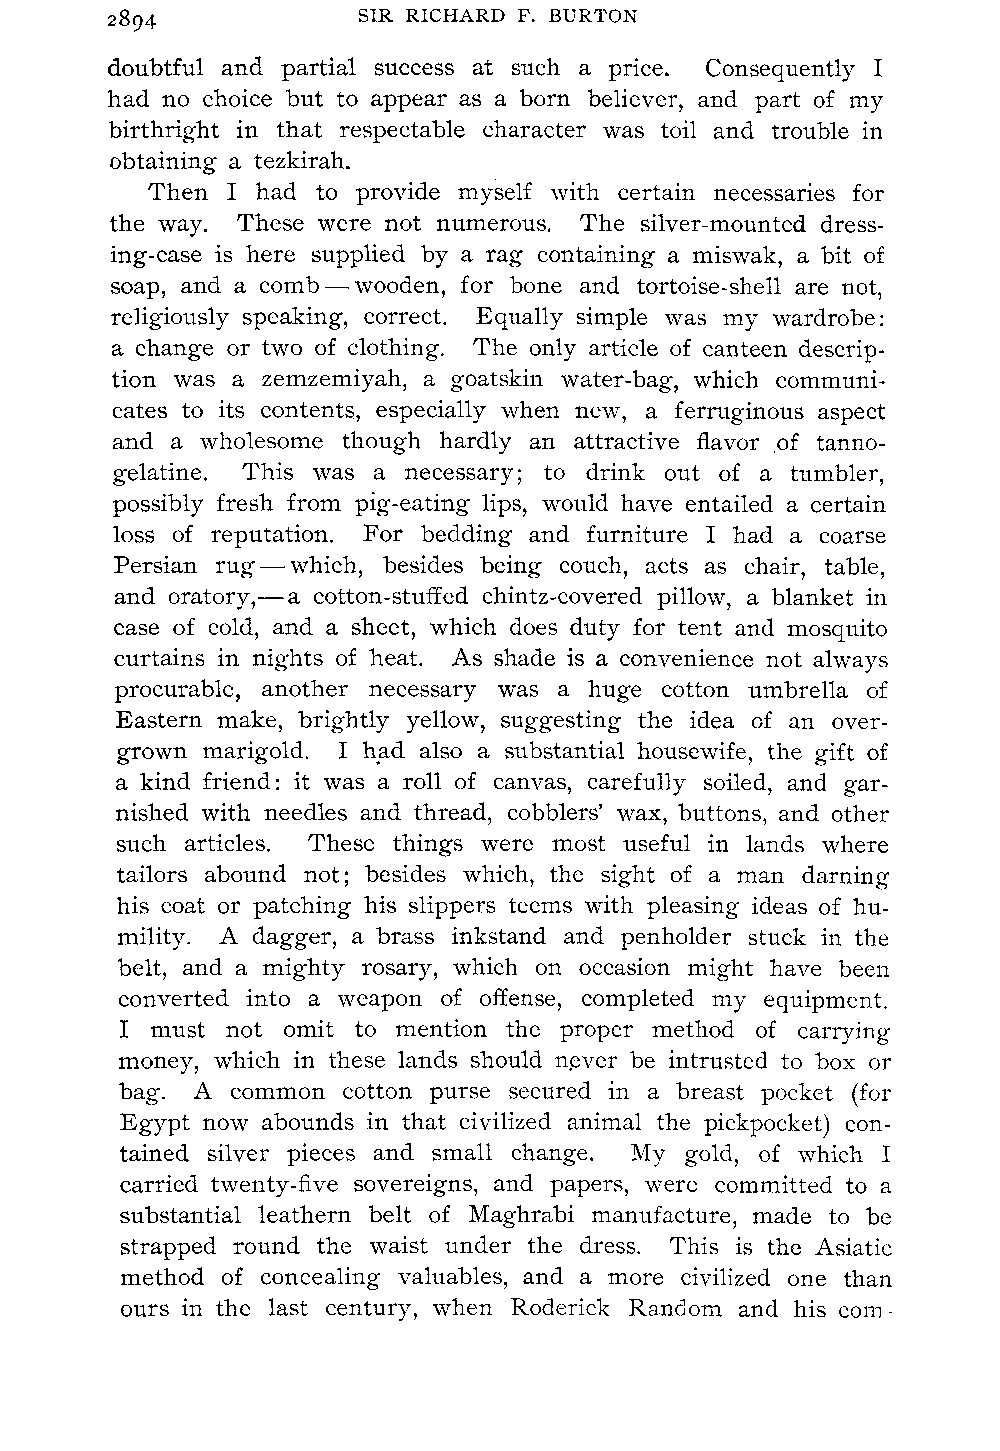 2894 SIR RICHARD F. BURTON
doubtful and partial success at such a price. Consequently I
had no choice but to appear as a born believer, and part of my
birthright in that respectable character was toil and trouble in
obtaining a tezkirah.
Then I had to provide myself with certain necessaries for
the way. These were not numerous. The silver-mounted dress-
ing-case is here supplied by a rag containing a miswak, a bit of
soap, and a comb — wooden, for bone and tortoise-shell are not,
religiously speaking, correct. Equally simple was my wardrobe:
a change or two of clothing. The only article of canteen descrip-
tion was a zemzemiyah, a goatskin water-bag, which communi-
cates to its contents, especially when new, a ferruginous aspect
and a wholesome though hardly an attractive flavor of tanno-
gelatine. This was a necessary; to drink out of a tumbler,
possibly fresh from pig-eating lips, would have entailed a certain
loss of reputation. For bedding and furniture I had a coarse
Persian rug — which, besides being couch, acts as chair, table,
and oratory,— a cotton-stuffed chintz-covered pillow, a blanket in
case of cold, and a sheet, which does duty for tent and mosquito
curtains in nights of heat. As shade is a convenience not always
procurable, another necessary was a huge cotton umbrella of
Eastern make, brightly yellow, suggesting the idea of an over-
grown marigold. I had also a substantial housewife, the gift of
a kind friend: it was a roll of canvas, carefully soiled, and gar-
nished with needles and thread, cobblers' wax, buttons, and other
such articles. These things were most useful in lands where
tailors abound not; besides which, the sight of a man darning
his coat or patching his slippers teems with pleasing ideas of hu-
mility. A dagger, a brass inkstand and penholder stuck in the
belt, and a mighty rosary, which on occasion might have been
converted into a weapon of offense, completed my equipment.
I must not omit to mention the proper method of carrying
money, which in these lands should never be intrusted to box or
bag. A common cotton purse secured in a breast pocket (for
Egypt now abounds in that civilized animal the pickpocket) con-
tained silver pieces and small change. My gold, of which I
carried twenty-five sovereigns, and papers, were committed to a
substantial leathern belt of Maghrabi manufacture, made to be
strapped round the waist under the dress. This is the Asiatic
method of concealing valuables, and a more civilized one than
ours in the last century, when Roderick Random and his com-